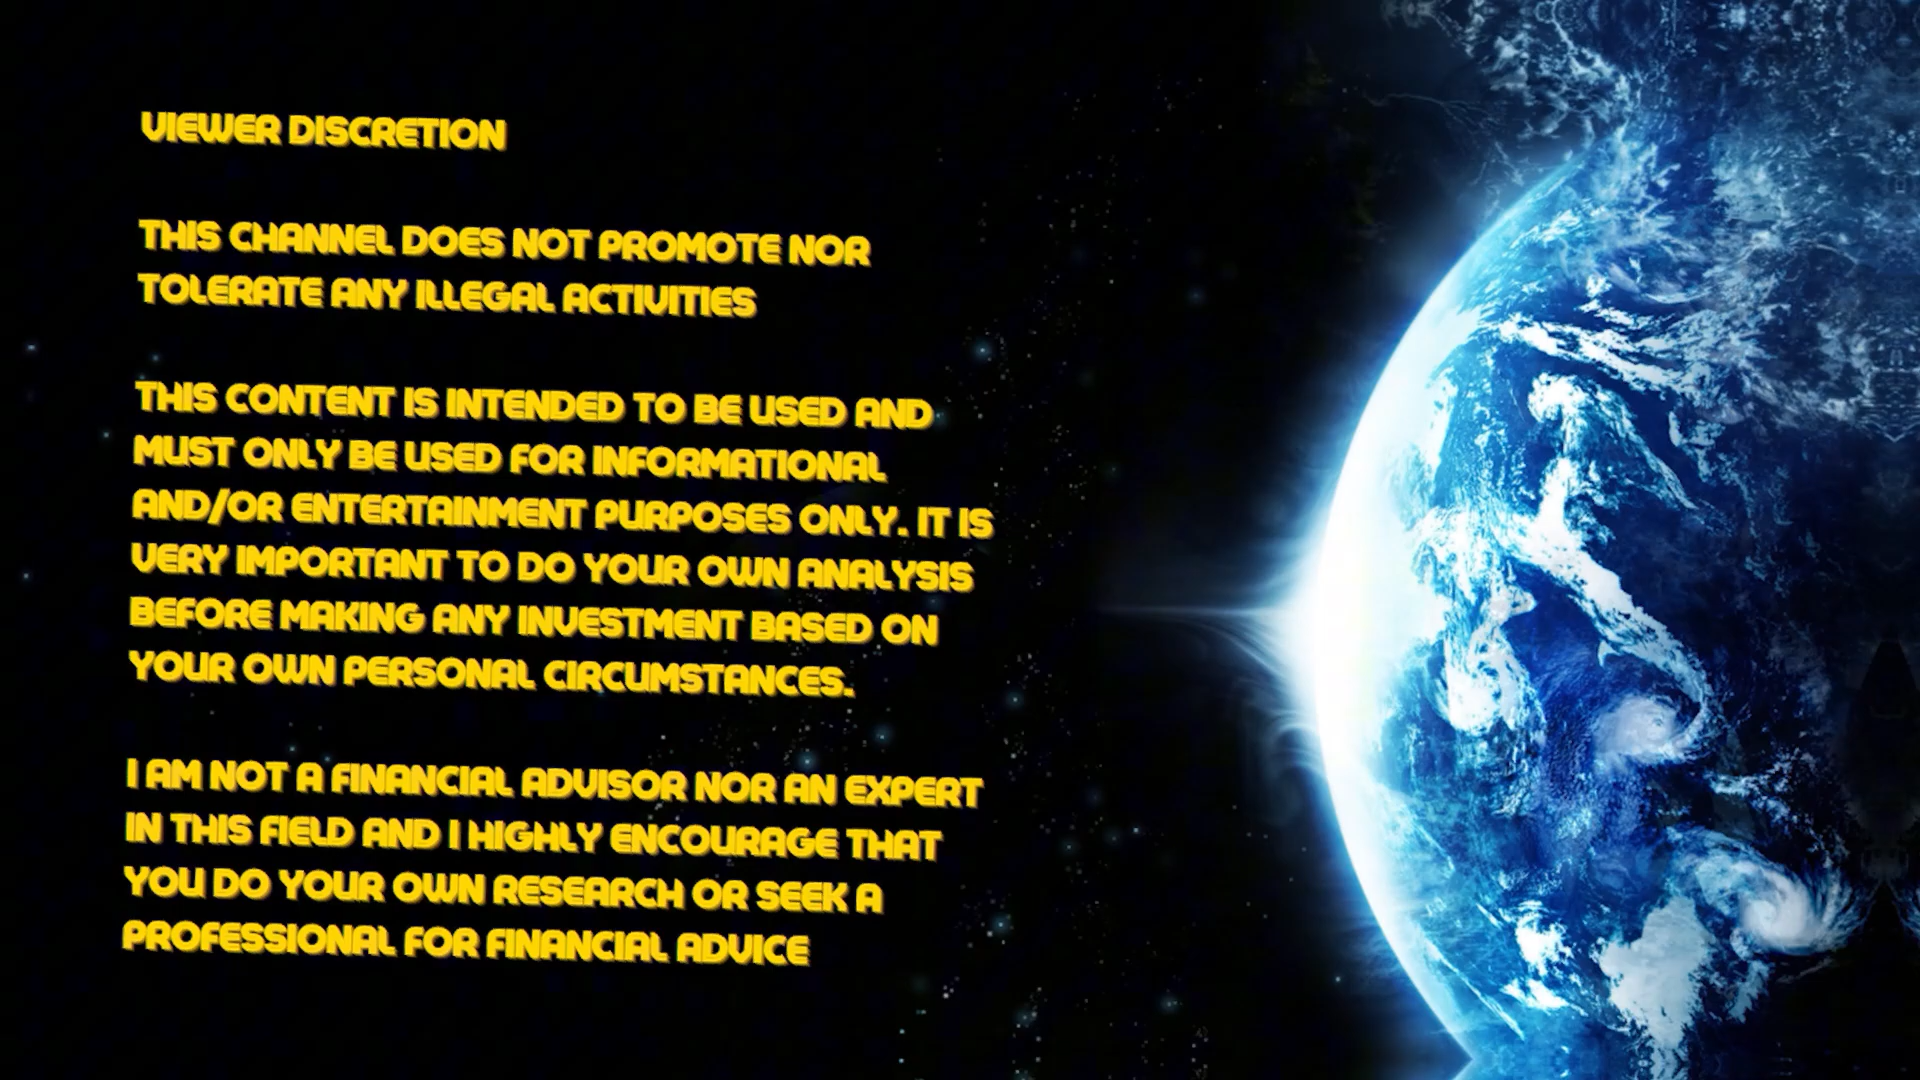 VIEWER DISCRETION
THIS CHANNEL DOES NOT PROMOTE NOR
TOLERATE ANY ILLEGAL ACTIVITIES
THIS CONTENT IS INTENDED TO BE USED AND
MUST ONLY BE USED FOR INFORMATIONAL
AND/OR ENTERTAINMENT PURPOSES ONLY. IT IS
VERY IMPORTANT TO DO YOUR OWN ANALYSIS
BEFORE MAKING ANY INVESTMENT BASED ON
YOUR OWN PERSONAL CIRCUMSTANCES.
I AM NOT A FINANCIAL ADVISOR NOR AN EXPERT
IN THIS FIELD AND I HIGHLY ENCOURAGE THAT
YOU DO YOUR OWN RESEARCH OR SEEK A
PROFESSIONAL FOR FINANCIAL ADVICE